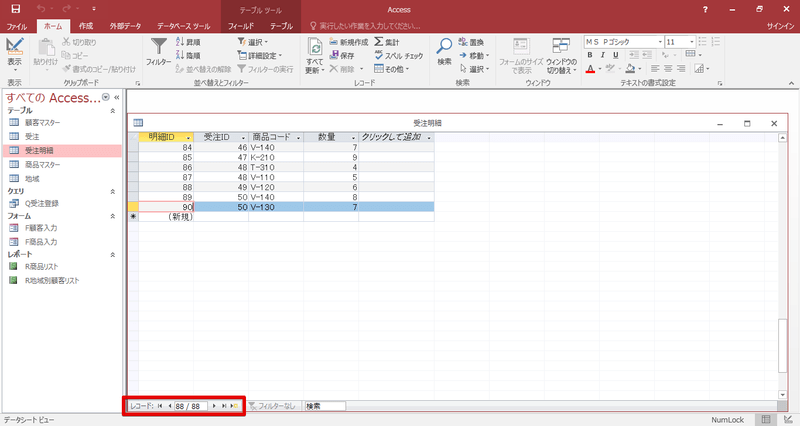 テーブル ツール
Access
サインイン
ファイル ホーム 作成 外部データ データベース ツール フィールド テーブル 実行したい作業を入力してください...
表示
表示
貼り付け
切り取り
コピー
書式のコピー/貼り付け
クリップボード
フィルター
昇順
降順
並べ替えの解除
選択
詳細設定
フィルターの実行
並べ替えとフィルター
すべて
更新
新規作成
保存
削除
集計
スペル チェック
その他
レコード
検索
置換
移動
選択
検索
フォームのサイズ
で表示
ウィンドウの
切り替え
ウィンドウ
ＭＳ Ｐゴシック 11
B I U
A
テキストの書式設定
すべての Access...
テーブル
顧客マスター
受注
受注明細
商品マスター
地域
クエリ
Q受注登録
フォーム
F顧客入力
F商品入力
レポート
R商品リスト
R地域別顧客リスト
受注明細
明細ID 受注ID 商品コード 数量 クリックして追加
84 46 V-140 7
85 47 K-210 9
86 48 T-310 4
87 48 V-110 5
88 49 V-120 6
89 50 V-140 8
90 50 V-130 7
(新規)
レコード: 88 / 88 フィルターなし 検索
データシート ビュー
NumLock